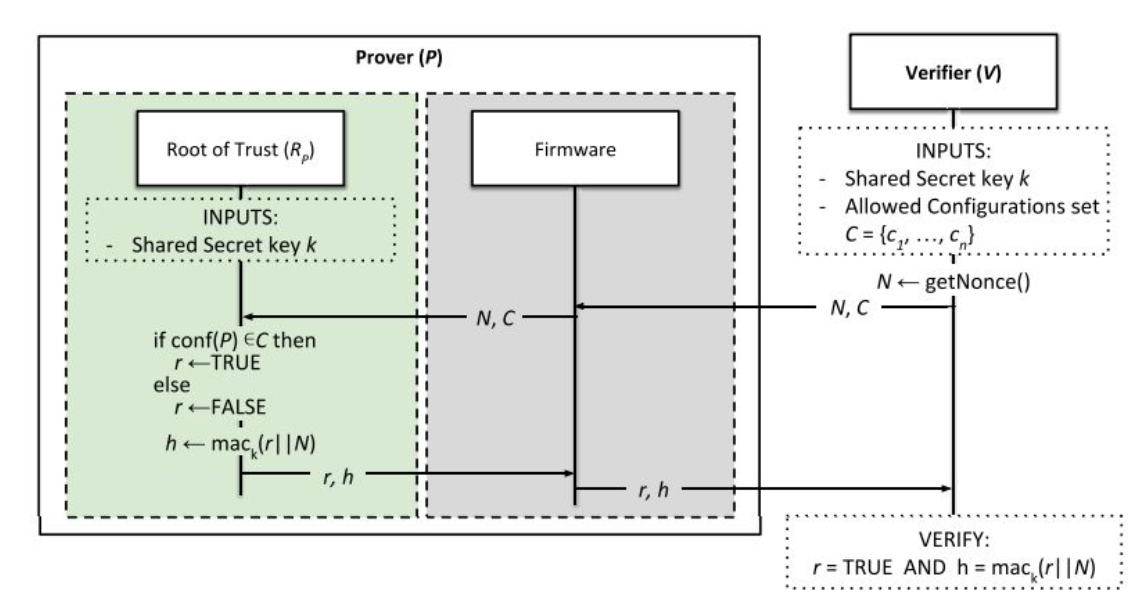 Prover (P)
Verifier (V)
Root of Trust (Rp)
Firmware
INPUTS:
- Shared Secret key k
INPUTS:
- Shared Secret key k
- Allowed Configurations set
C = {c1, ..., cn}
N ← getNonce()
N, C
N, C
if conf(P) ∈C then
r ←TRUE
else
r ←FALSE
h ← mack(r||N)
r, h
r, h
VERIFY:
r = TRUE AND h = mack(r||N)